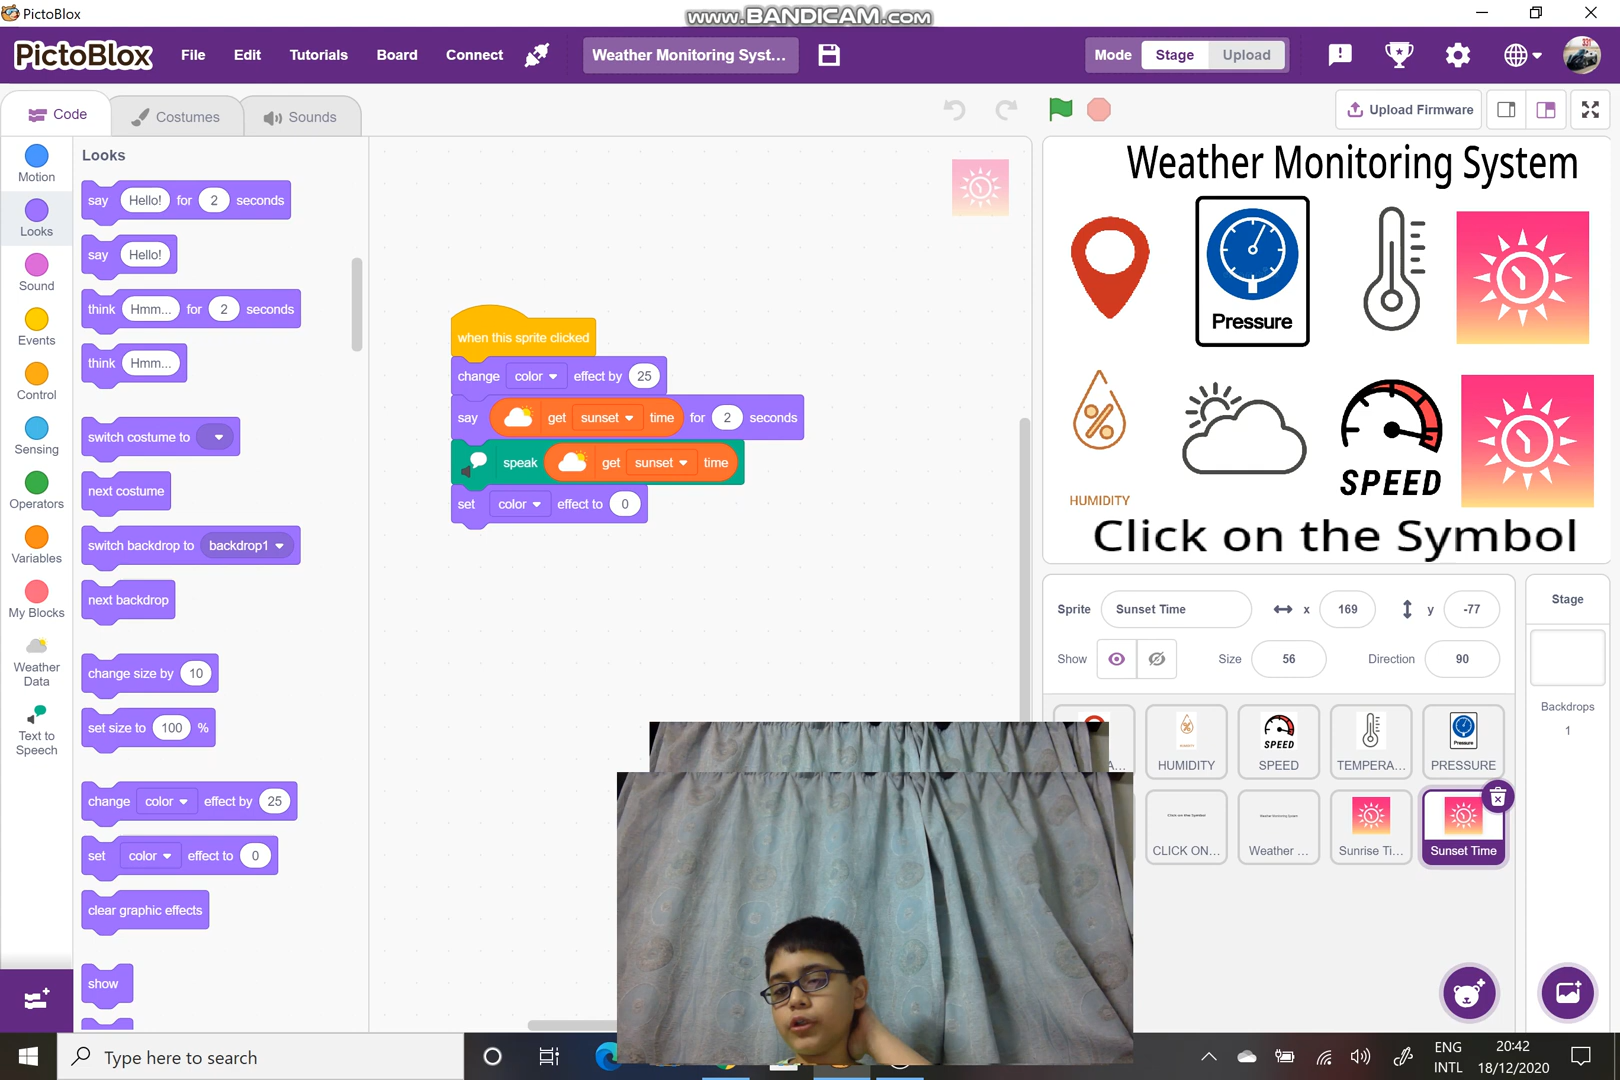 PictoBlox
www.BANDICAM.com
PictoBlox
File
Edit
Tutorials
Board
Connect
Weather Monitoring Syst...
Mode
Stage
Upload
Code
Costumes
Sounds
Upload Firmware
Motion
Looks
Sound
Events
Control
Sensing
Operators
Variables
My Blocks
Weather
Data
Text to
Speech
Looks
say Hello! for 2 seconds
say Hello!
think Hmm... for 2 seconds
think Hmm...
switch costume to
next costume
switch backdrop to backdrop1
next backdrop
change size by 10
set size to 100 %
change color effect by 25
set color effect to 0
clear graphic effects
show
when this sprite clicked
change color effect by 25
say get sunset time for 2 seconds
speak get sunset time
set color effect to 0
Weather Monitoring System
Pressure
HUMIDITY
SPEED
Click on the Symbol
Sprite Sunset Time x 169 y -77
Show Size 56 Direction 90
HUMIDITY
SPEED
TEMPERA...
PRESSURE
Click on the Symbol
CLICK ON...
Weather Monitoring System
Weather ...
Sunrise Ti...
Sunset Time
Stage
Backdrops
1
Type here to search
ENG
INTL
20:42
18/12/2020